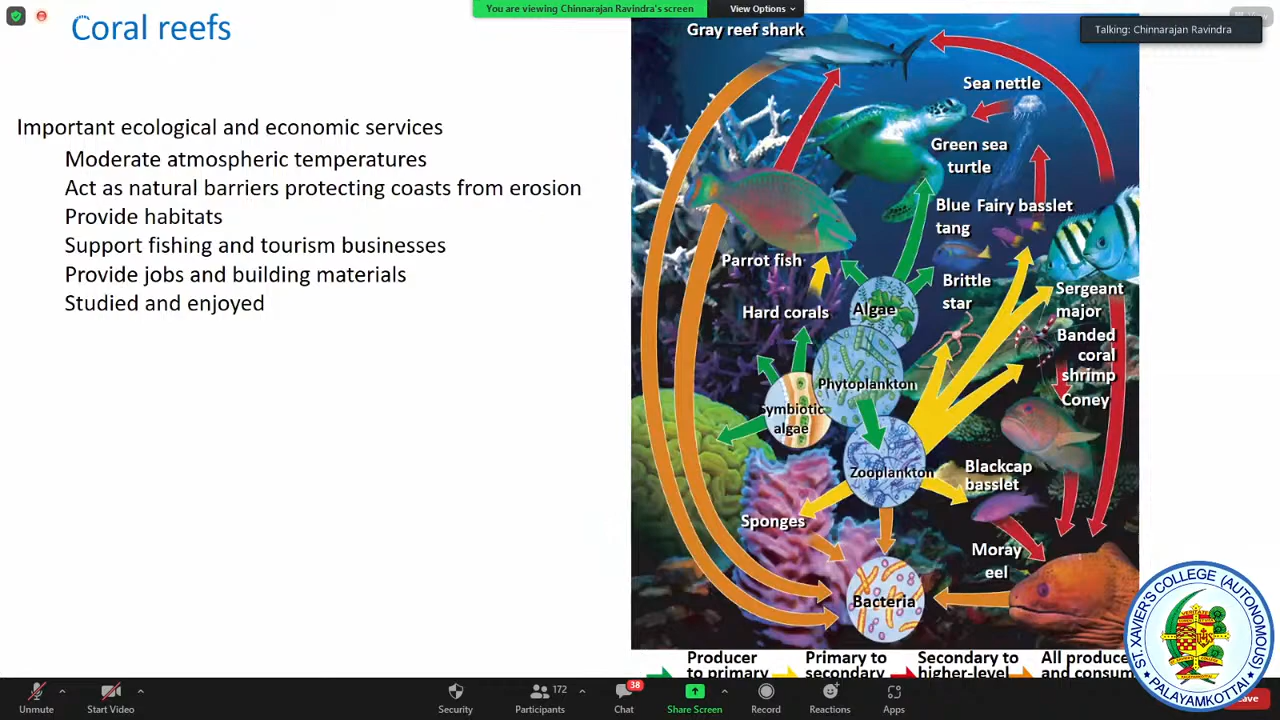 You are viewing Chinnarajan Ravindra's screen
View Options
View
Talking: Chinnarajan Ravindra
Coral reefs
Important ecological and economic services
Moderate atmospheric temperatures
Act as natural barriers protecting coasts from erosion
Provide habitats
Support fishing and tourism businesses
Provide jobs and building materials
Studied and enjoyed
Gray reef shark
Sea nettle
Green sea
turtle
Blue
tang
Fairy basslet
Parrot fish
Brittle
star
Sergeant
major
Hard corals
Algae
Banded
coral
shrimp
Phytoplankton
Coney
Symbiotic
algae
Zooplankton
Blackcap
basslet
Sponges
Moray
eel
Bacteria
Producer
to primary
Primary to
secondary
Secondary to
higher-level
All produce
and consum
ST. XAVIER'S COLLEGE (AUTONOMOUS)
PALAYAMKOTTAI
Unmute
Start Video
Security
172
Participants
38
Chat
Share Screen
Record
Reactions
Apps